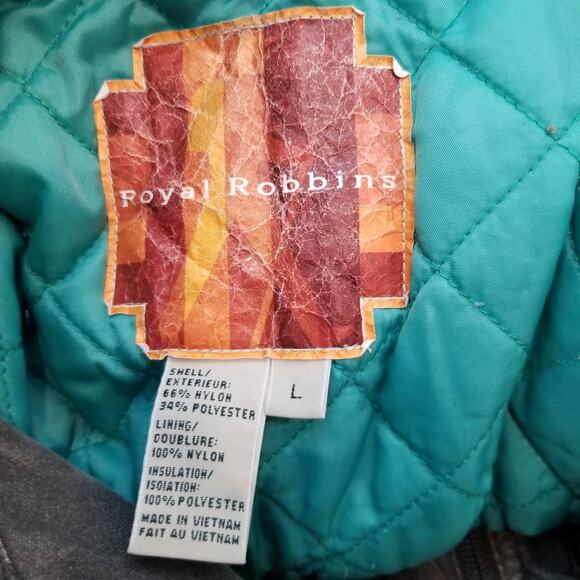 Royal Robbins
L
SHELL/
EXTERIEUR:
66% NYLON
34% POLYESTER
LINING/
DOUBLURE:
100% NYLON
INSULATION/
ISOLATION:
100% POLYESTER
MADE IN VIETNAM
FAIT AU VIETNAM